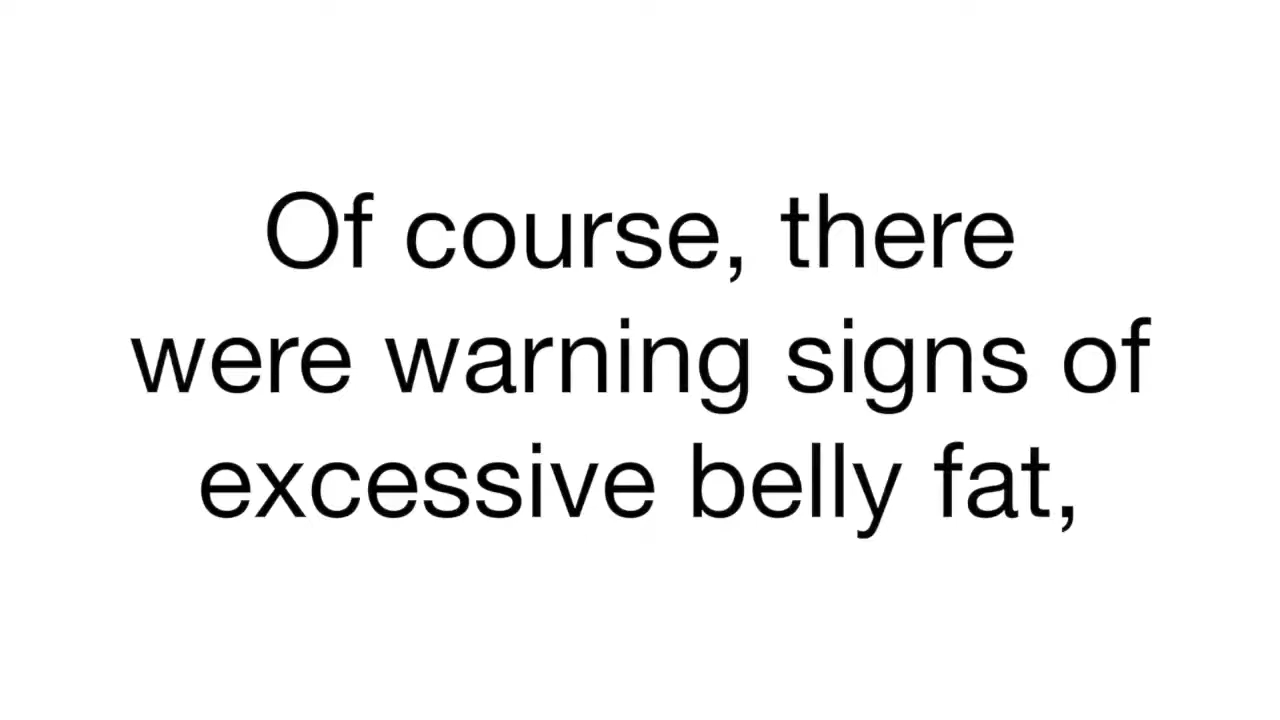 Of course, there
were warning signs of
excessive belly fat,